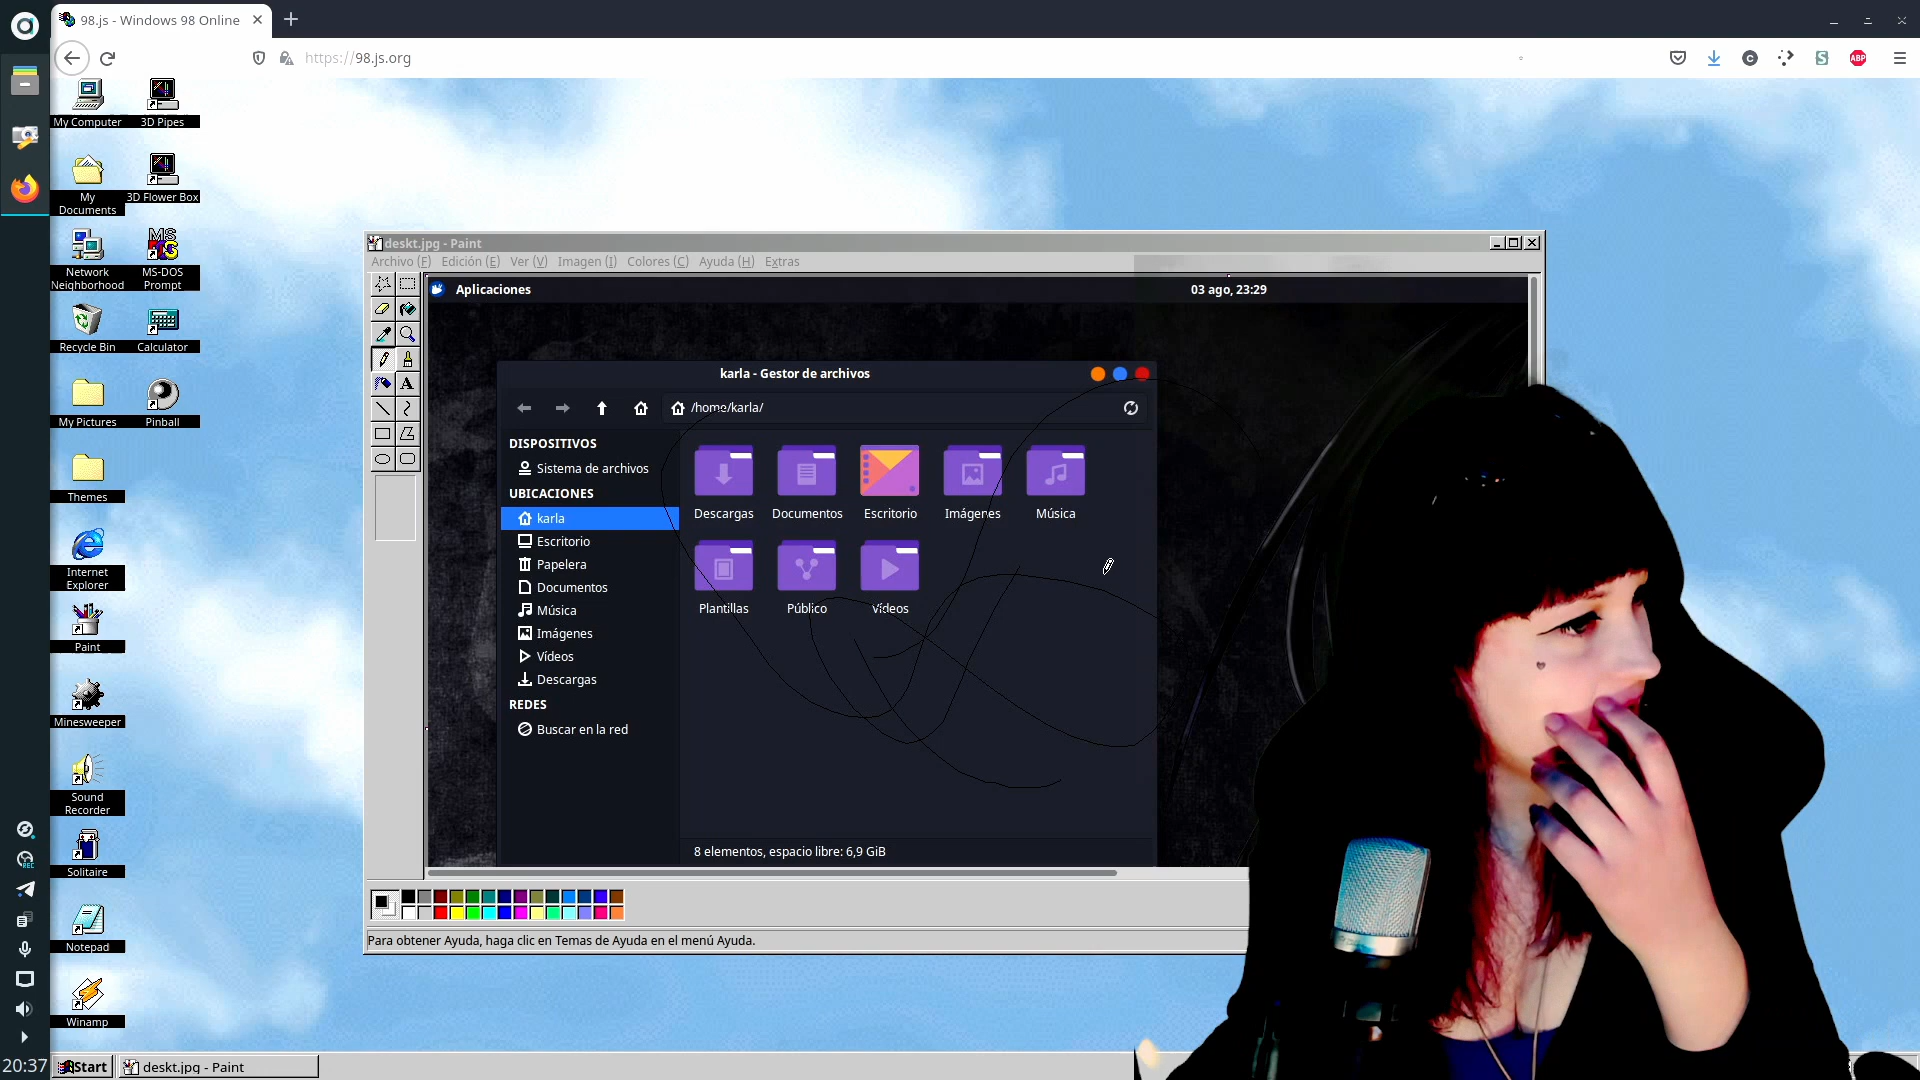 98.js - Windows 98 Online
https://98.js.org
ABP
My Computer
3D Pipes
My Documents
3D Flower Box
Network Neighborhood
MS-DOS Prompt
Recycle Bin
Calculator
My Pictures
Pinball
Themes
Internet Explorer
Paint
Minesweeper
Sound Recorder
Solitaire
Notepad
Winamp
deskt.jpg - Paint
Archivo (F) Edición (E) Ver (V) Imagen (I) Colores (C) Ayuda (H) Extras
Aplicaciones
03 ago, 23:29
karla - Gestor de archivos
/home/karla/
DISPOSITIVOS
Sistema de archivos
UBICACIONES
karla
Escritorio
Papelera
Documentos
Música
Imágenes
Vídeos
Descargas
REDES
Buscar en la red
Descargas Documentos Escritorio Imágenes Música
Plantillas Público Vídeos
8 elementos, espacio libre: 6,9 GiB
Para obtener Ayuda, haga clic en Temas de Ayuda en el menú Ayuda.
REC
20:37
Start
deskt.jpg - Paint